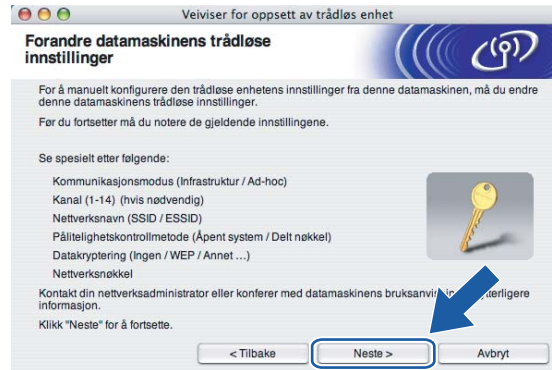 Veiviser for oppsett av trådløs enhet
Forandre datamaskinens trådløse
innstillinger
For å manuelt konfigurere den trådløse enhetens innstillinger fra denne datamaskinen, må du endre
denne datamaskinens trådløse innstillinger.
Før du fortsetter må du notere de gjeldende innstillingene.
Se spesielt etter følgende:
Kommunikasjonsmodus (Infrastruktur / Ad-hoc)
Kanal (1-14) (hvis nødvendig)
Nettverksnavn (SSID / ESSID)
Pålitelighetskontrollmetode (Åpent system / Delt nøkkel)
Datakryptering (Ingen / WEP / Annet ...)
Nettverksnøkkel
Kontakt din nettverksadministrator eller konferer med datamaskinens
informasjon.
Klikk "Neste" for å fortsette.
< Tilbake
Neste >
Avbryt